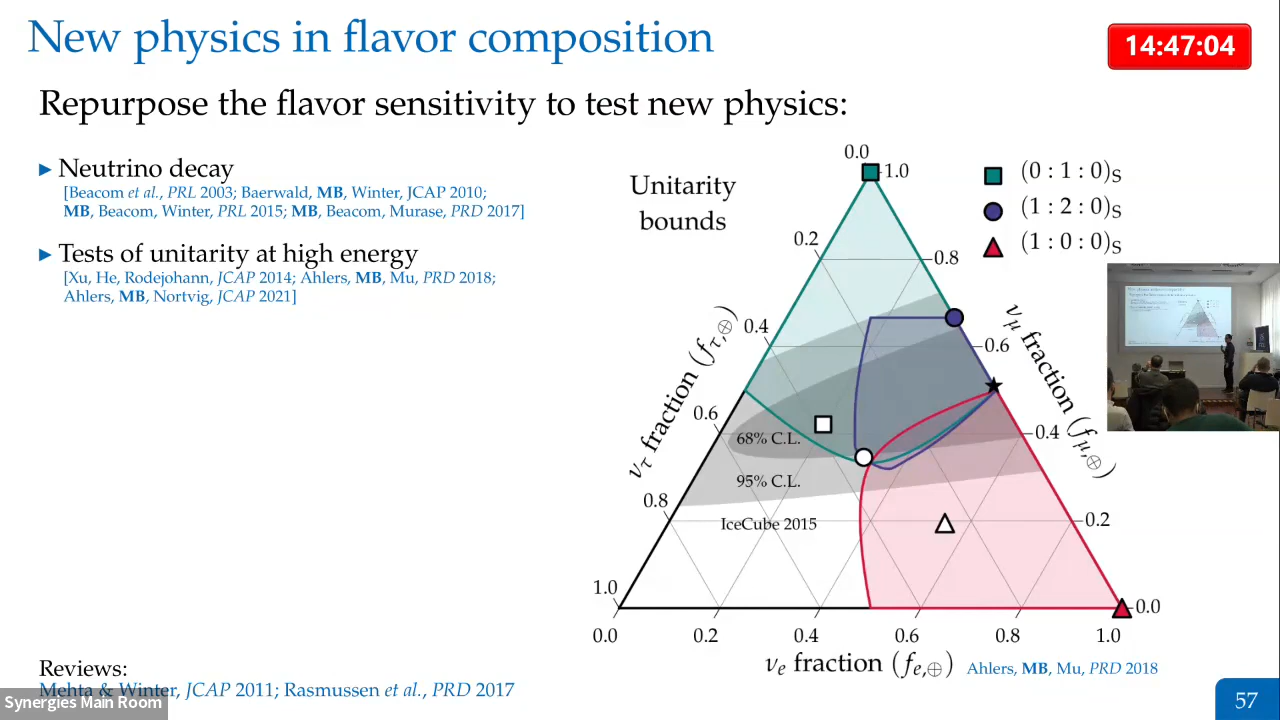 New physics in flavor composition
14:47:04
Repurpose the flavor sensitivity to test new physics:
▶ Neutrino decay
[Beacom et al., PRL 2003; Baerwald, MB, Winter, JCAP 2010;
MB, Beacom, Winter, PRL 2015; MB, Beacom, Murase, PRD 2017]
▶ Tests of unitarity at high energy
[Xu, He, Rodejohann, JCAP 2014; Ahlers, MB, Mu, PRD 2018;
Ahlers, MB, Nortvig, JCAP 2021]
Unitarity
bounds
(0 : 1 : 0)S
(1 : 2 : 0)S
(1 : 0 : 0)S
0.0
0.2
0.4
0.6
0.8
1.0
ντ fraction (fτ,⊕)
1.0
0.8
0.6
0.4
0.2
0.0
νμ fraction (fμ,⊕)
68% C.L.
95% C.L.
IceCube 2015
0.0 0.2 0.4 0.6 0.8 1.0
νe fraction (fe,⊕)
Ahlers, MB, Mu, PRD 2018
Reviews:
Mehta & Winter, JCAP 2011; Rasmussen et al., PRD 2017
Synergies Main Room
57